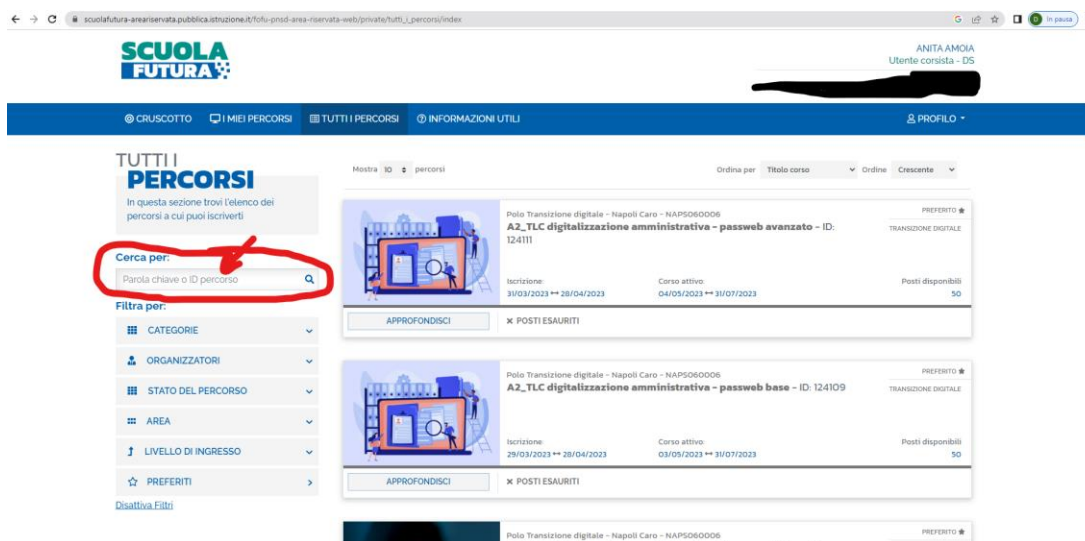 scuolafutura-areariservata.pubblica.istruzione.it/fofu-pnsd-area-riservata-web/private/tutti_i_percorsi/index
In pausa
SCUOLA
FUTURA
ANITA AMOIA
Utente corsista - DS
CRUSCOTTO I MIEI PERCORSI TUTTI I PERCORSI INFORMAZIONI UTILI PROFILO
TUTTI I
PERCORSI
In questa sezione trovi l'elenco dei
percorsi a cui puoi iscriverti
Cerca per:
Parola chiave o ID percorso
Filtra per:
CATEGORIE
ORGANIZZATORI
STATO DEL PERCORSO
AREA
LIVELLO DI INGRESSO
PREFERITI
Disattiva Filtri
Mostra 10 percorsi
Ordina per Titolo corso Ordine Crescente
Polo Transizione digitale - Napoli Caro - NAPS060006
PREFERITO
A2_TLC digitalizzazione amministrativa - passweb avanzato - ID:
124111
TRANSIZIONE DIGITALE
Iscrizione: Corso attivo: Posti disponibili
31/03/2023 ↔ 28/04/2023 04/05/2023 ↔ 31/07/2023 50
APPROFONDISCI × POSTI ESAURITI
Polo Transizione digitale - Napoli Caro - NAPS060006
PREFERITO
A2_TLC digitalizzazione amministrativa - passweb base - ID: 124109
TRANSIZIONE DIGITALE
Iscrizione: Corso attivo: Posti disponibili
29/03/2023 ↔ 28/04/2023 03/05/2023 ↔ 31/07/2023 50
APPROFONDISCI × POSTI ESAURITI
Polo Transizione digitale - Napoli Caro - NAPS060006
PREFERITO